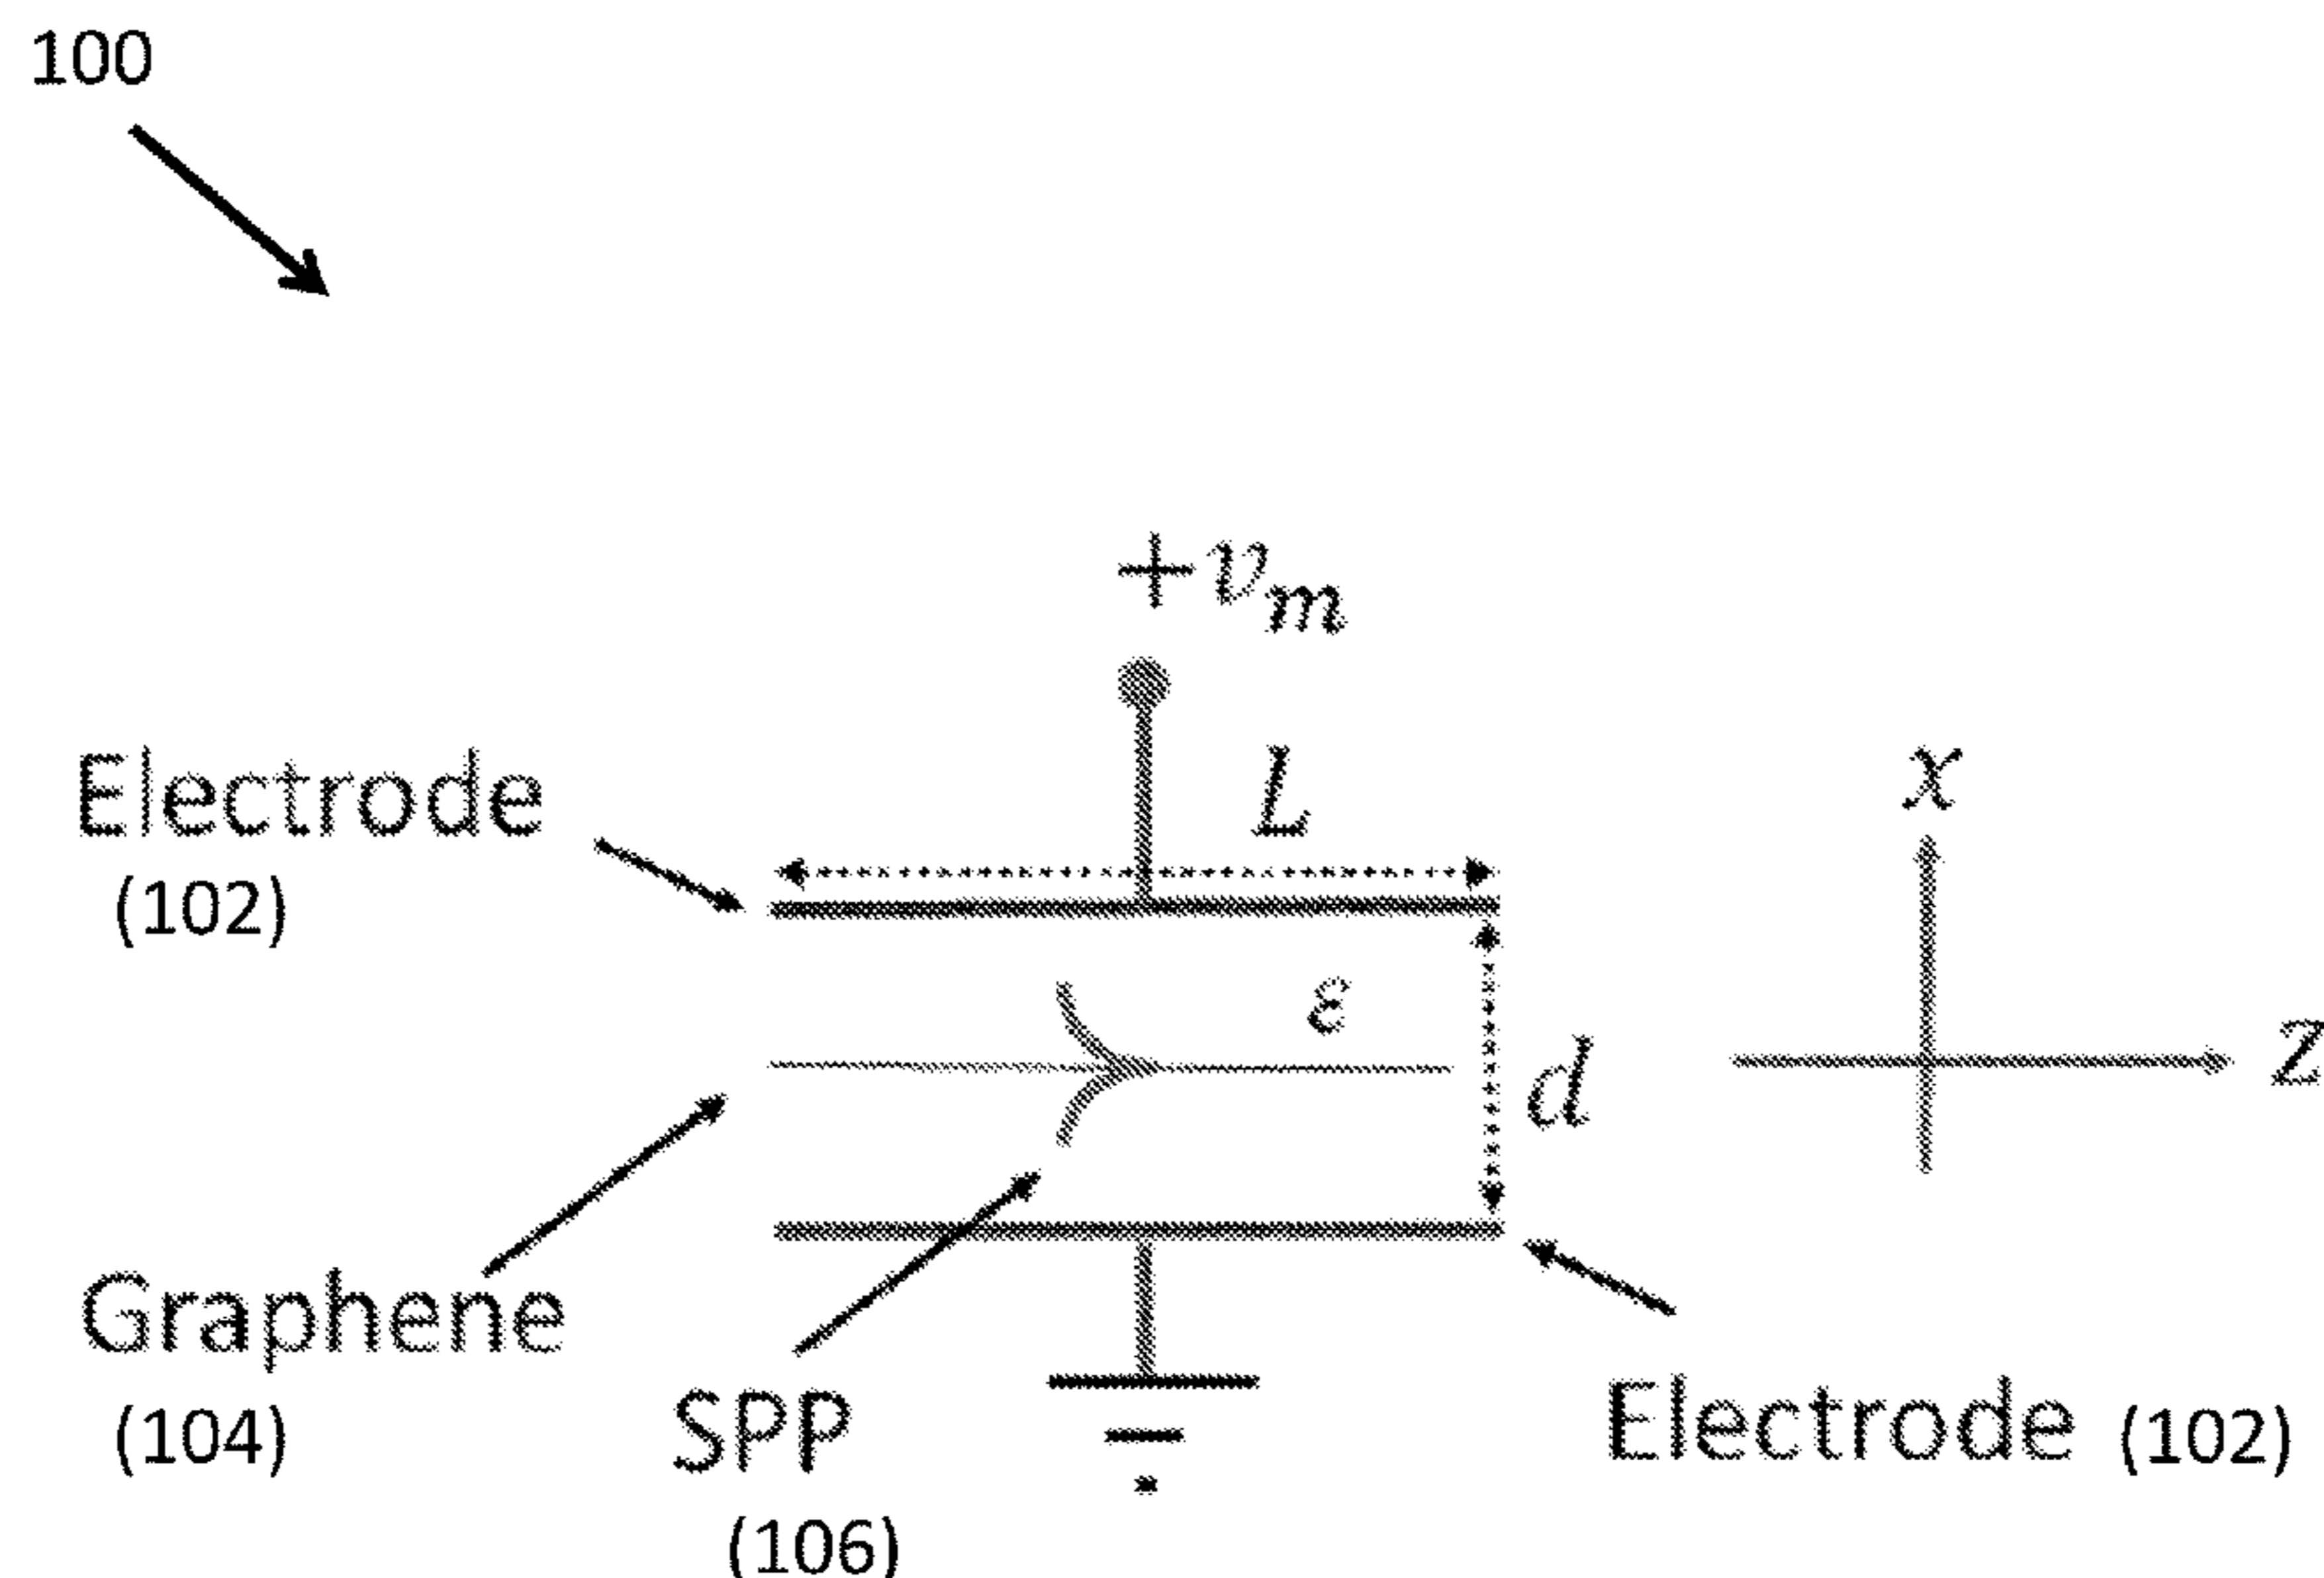 100
+v_m
L
Electrode
(102)
x
ε
d
z
Graphene
(104)
SPP
(106)
Electrode (102)